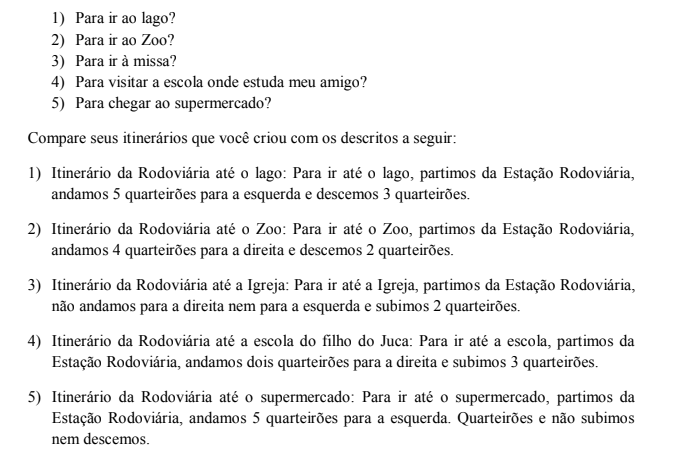 1) Para ir ao lago?
2) Para ir ao Zoo?
3) Para ir à missa?
4) Para visitar a escola onde estuda meu amigo?
5) Para chegar ao supermercado?
Compare seus itinerários que você criou com os descritos a seguir:
1) Itinerário da Rodoviária até o lago: Para ir até o lago, partimos da Estação Rodoviária,
andamos 5 quarteirões para a esquerda e descemos 3 quarteirões.
2) Itinerário da Rodoviária até o Zoo: Para ir até o Zoo, partimos da Estação Rodoviária,
andamos 4 quarteirões para a direita e descemos 2 quarteirões.
3) Itinerário da Rodoviária até a Igreja: Para ir até a Igreja, partimos da Estação Rodoviária,
não andamos para a direita nem para a esquerda e subimos 2 quarteirões.
4) Itinerário da Rodoviária até a escola do filho do Juca: Para ir até a escola, partimos da
Estação Rodoviária, andamos dois quarteirões para a direita e subimos 3 quarteirões.
5) Itinerário da Rodoviária até o supermercado: Para ir até o supermercado, partimos da
Estação Rodoviária, andamos 5 quarteirões para a esquerda. Quarteirões e não subimos
nem descemos.